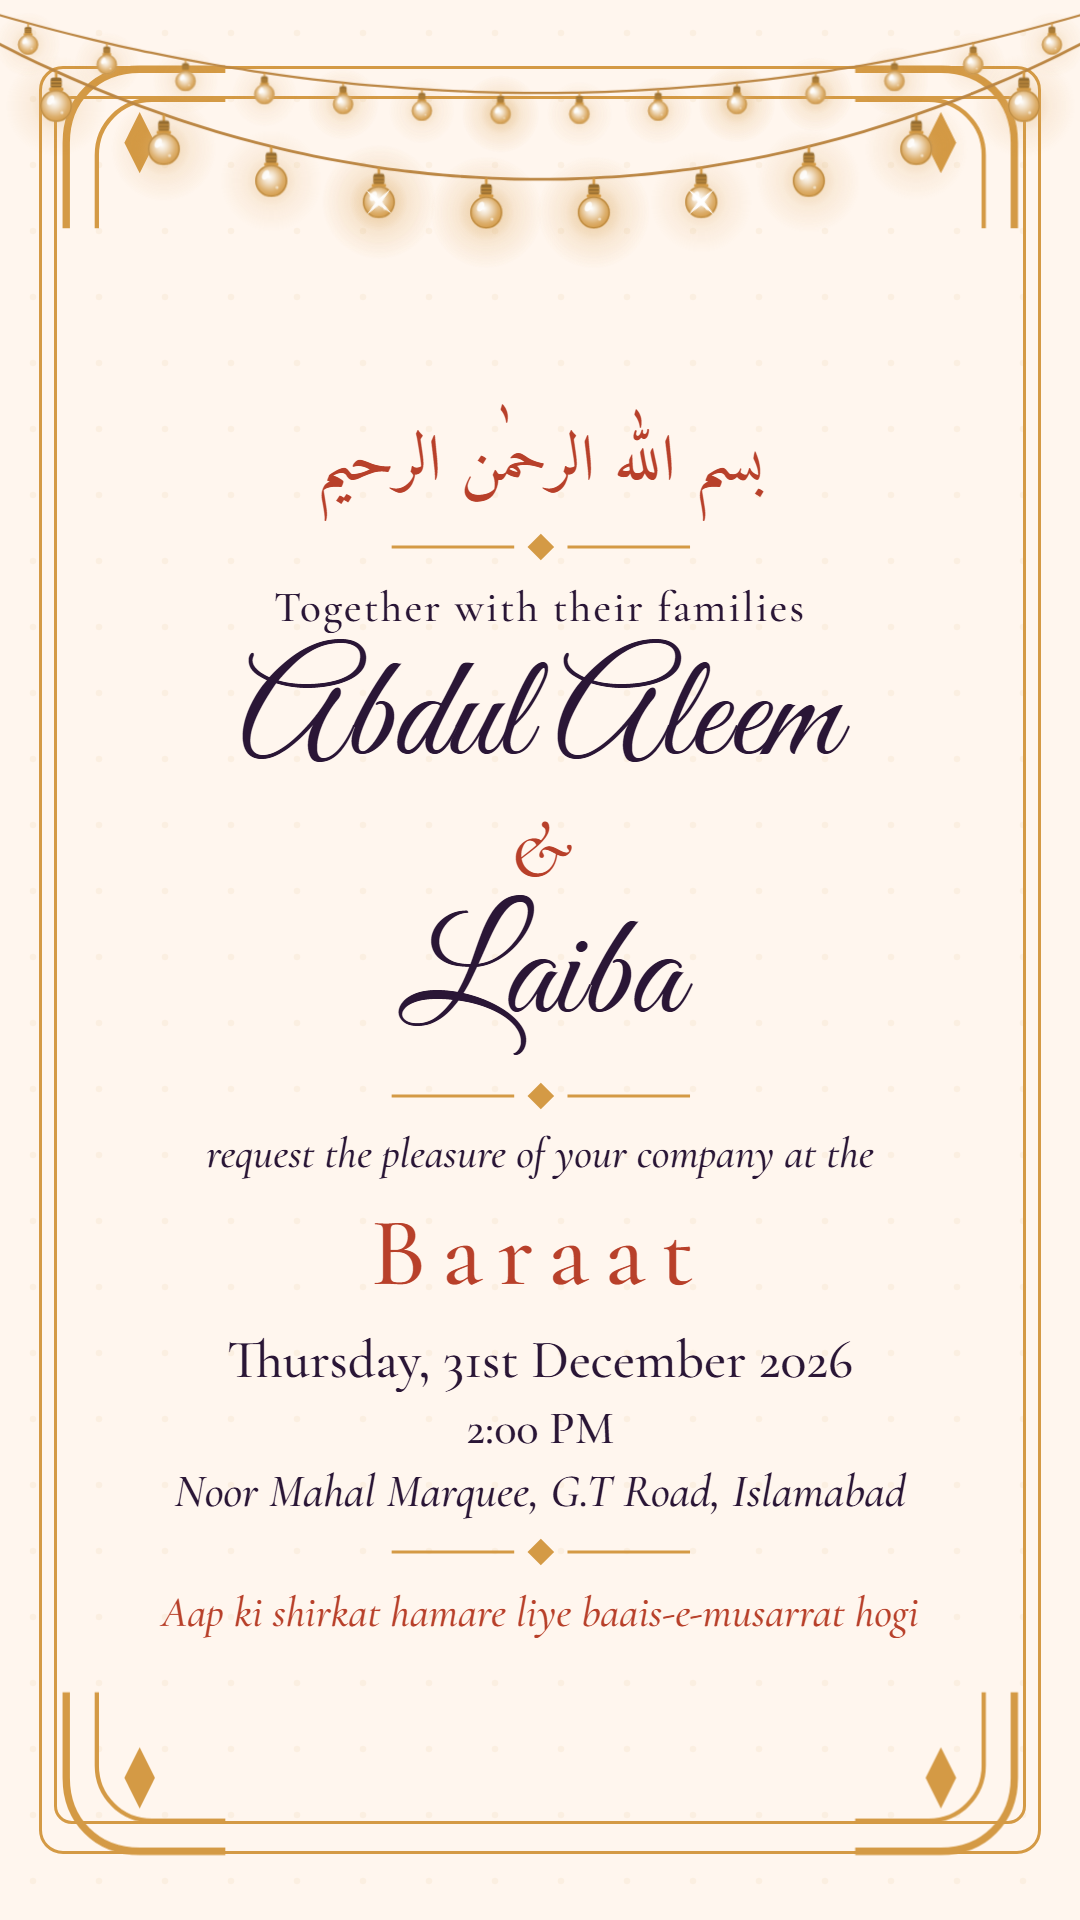 بسم الله الرحمٰن الرحيم
Together with their families
Abdul Aleem
&
Laiba
request the pleasure of your company at the
Baraat
Thursday, 31st December 2026
2:00 PM
Noor Mahal Marquee, G.T Road, Islamabad
Aap ki shirkat hamare liye baais-e-musarrat hogi